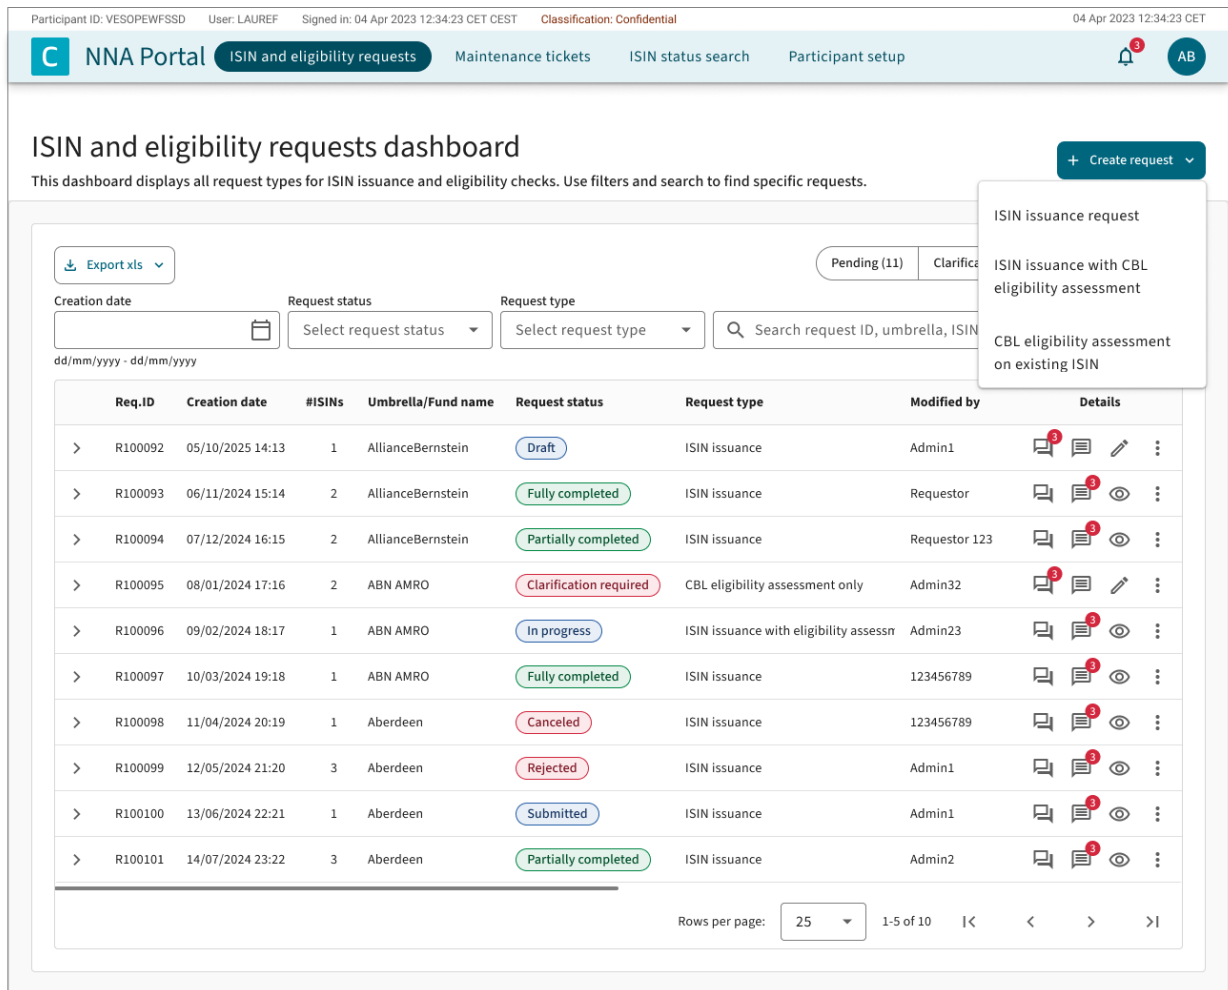 Participant ID: VESOPEWFSSD User: LAUREF Signed in: 04 Apr 2023 12:34:23 CET CEST Classification: Confidential 04 Apr 2023 12:34:23 CET
C NNA Portal ISIN and eligibility requests Maintenance tickets ISIN status search Participant setup 3 AB
ISIN and eligibility requests dashboard
+ Create request
This dashboard displays all request types for ISIN issuance and eligibility checks. Use filters and search to find specific requests.
ISIN issuance request
ISIN issuance with CBL
eligibility assessment
CBL eligibility assessment
on existing ISIN
Export xls Pending (11) Clarifica
Creation date Request status Request type
Select request status Select request type Search request ID, umbrella, ISIN
dd/mm/yyyy - dd/mm/yyyy
Req.ID Creation date #ISINs Umbrella/Fund name Request status Request type Modified by Details
R100092 05/10/2025 14:13 1 AllianceBernstein Draft ISIN issuance Admin1 3
R100093 06/11/2024 15:14 2 AllianceBernstein Fully completed ISIN issuance Requestor 3
R100094 07/12/2024 16:15 2 AllianceBernstein Partially completed ISIN issuance Requestor 123 3
R100095 08/01/2024 17:16 2 ABN AMRO Clarification required CBL eligibility assessment only Admin32 3
R100096 09/02/2024 18:17 1 ABN AMRO In progress ISIN issuance with eligibility assessm Admin23 3
R100097 10/03/2024 19:18 1 ABN AMRO Fully completed ISIN issuance 123456789 3
R100098 11/04/2024 20:19 1 Aberdeen Canceled ISIN issuance 123456789 3
R100099 12/05/2024 21:20 3 Aberdeen Rejected ISIN issuance Admin1 3
R100100 13/06/2024 22:21 1 Aberdeen Submitted ISIN issuance Admin1 3
R100101 14/07/2024 23:22 3 Aberdeen Partially completed ISIN issuance Admin2 3
Rows per page: 25 1-5 of 10